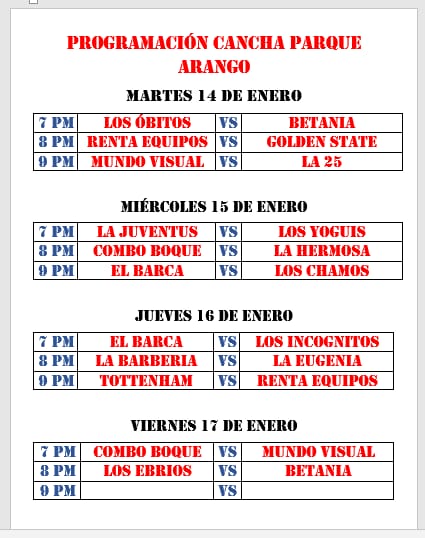 PROGRAMACIÓN CANCHA PARQUE
ARANGO
MARTES 14 DE ENERO
7 PM LOS ÓBITOS VS BETANIA
8 PM RENTA EQUIPOS VS GOLDEN STATE
9 PM MUNDO VISUAL VS LA 25
MIÉRCOLES 15 DE ENERO
7 PM LA JUVENTUS VS LOS YOGUIS
8 PM COMBO BOQUE VS LA HERMOSA
9 PM EL BARCA VS LOS CHAMOS
JUEVES 16 DE ENERO
7 PM EL BARCA VS LOS INCOGNITOS
8 PM LA BARBERIA VS LA EUGENIA
9 PM TOTTENHAM VS RENTA EQUIPOS
VIERNES 17 DE ENERO
7 PM COMBO BOQUE VS MUNDO VISUAL
8 PM LOS EBRIOS VS BETANIA
9 PM VS